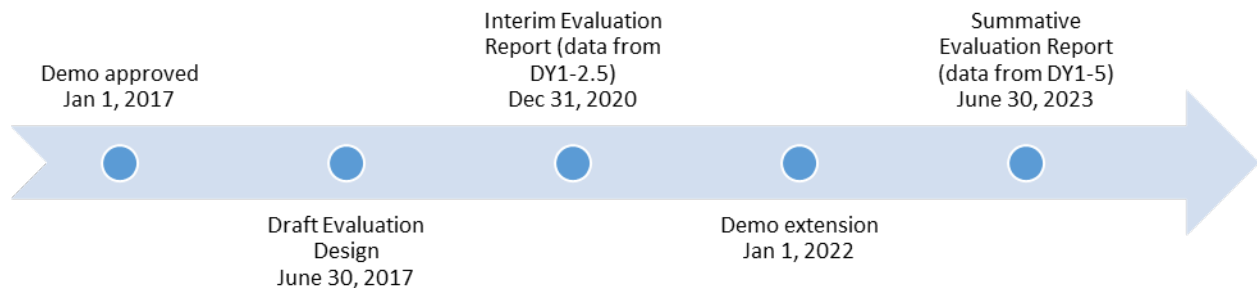 Demo approved
Jan 1, 2017
Draft Evaluation
Design
June 30, 2017
Interim Evaluation
Report (data from
DY1-2.5)
Dec 31, 2020
Demo extension
Jan 1, 2022
Summative
Evaluation Report
(data from DY1-5)
June 30, 2023